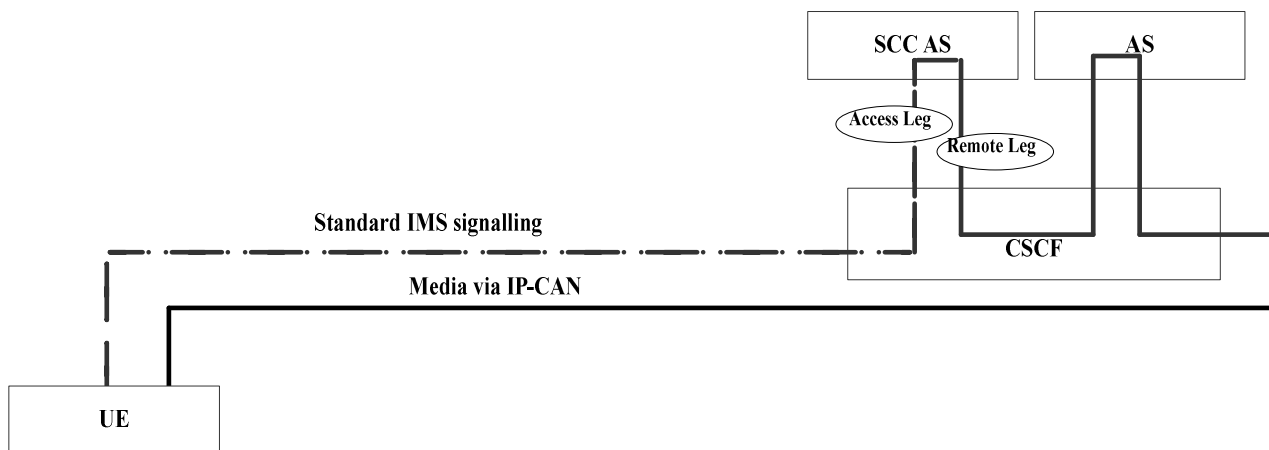 SCC AS
AS
Access Leg
Remote Leg
Standard IMS signalling
CSCF
Media via IP-CAN
UE